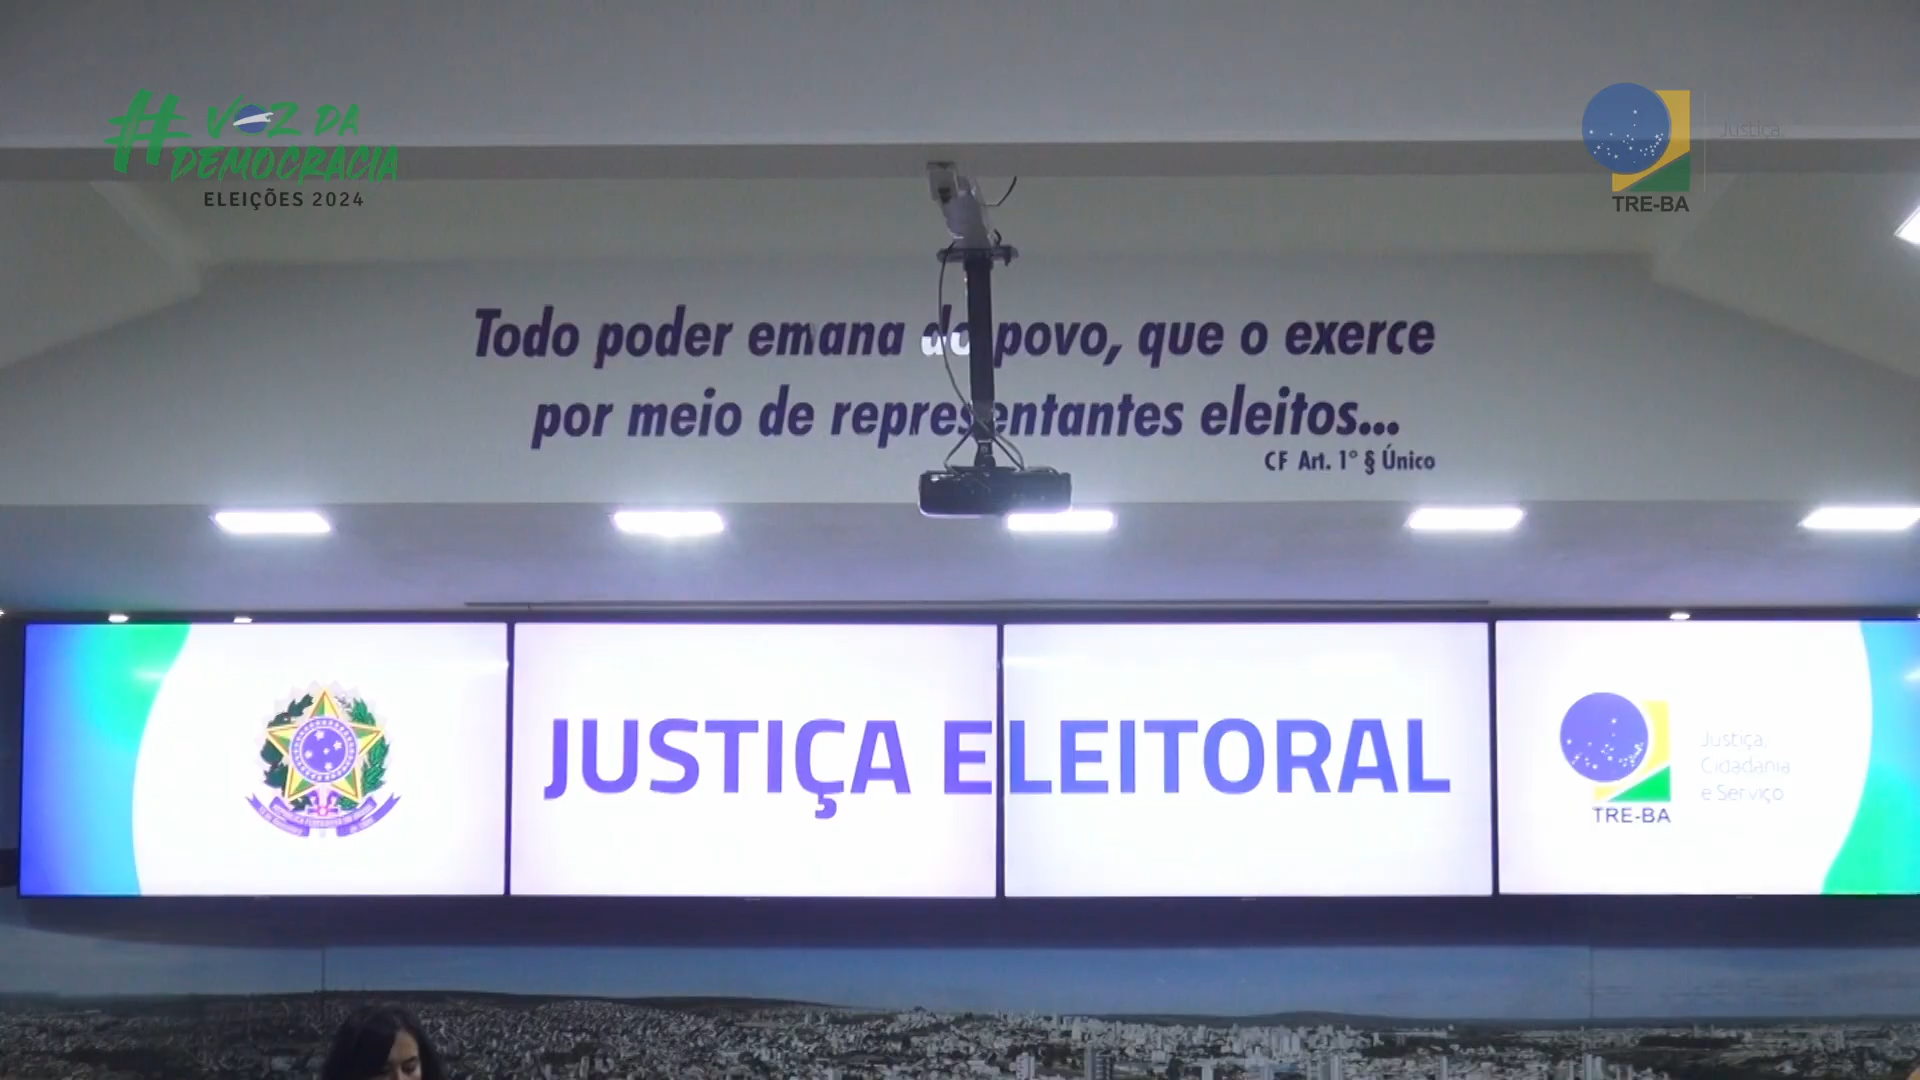 #VOZ DA
DEMOCRACIA
ELEIÇÕES 2024
Justiça,
TRE-BA
Todo poder emana do povo, que o exerce
por meio de representantes eleitos...
CF Art. 1° § Único
JUSTIÇA ELEITORAL
Justiça,
Cidadania
e Serviço
TRE-BA